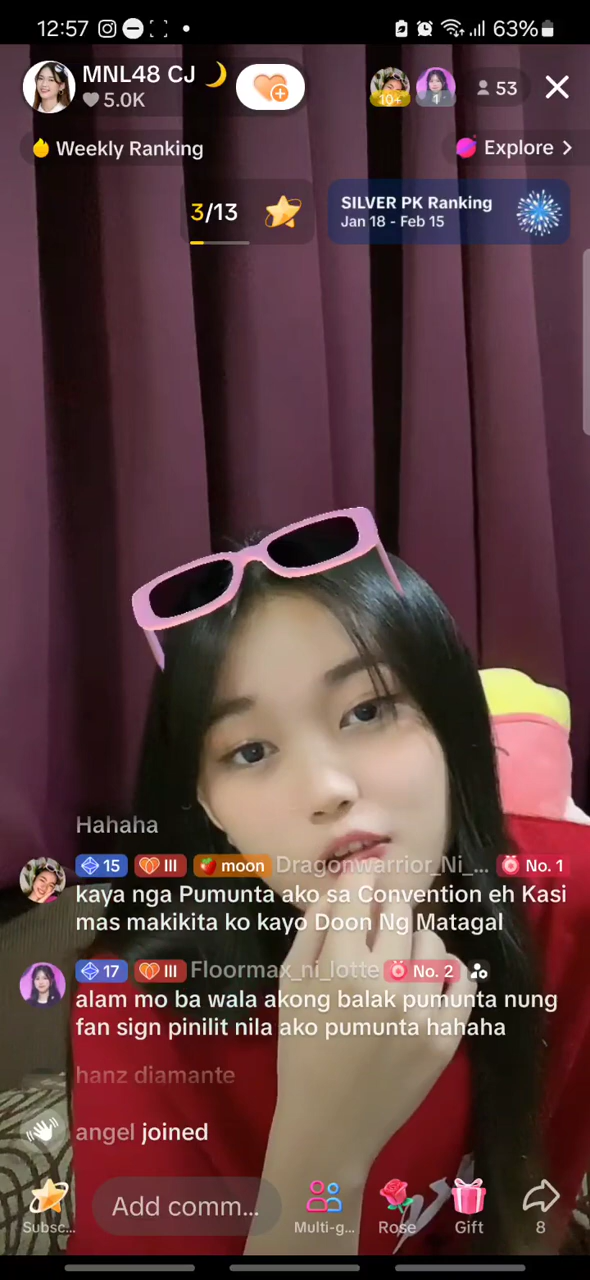 12:57
63%
MNL48 CJ
5.0K
10+
53
Weekly Ranking
Explore
3/13
SILVER PK Ranking
Jan 18 - Feb 15
Hahaha
15 III moon Dragonwarrior_Ni_... No. 1
kaya nga Pumunta ako sa Convention eh Kasi
mas makikita ko kayo Doon Ng Matagal
17 III Floormax_ni_lotte No. 2
alam mo ba wala akong balak pumunta nung
fan sign pinilit nila ako pumunta hahaha
hanz diamante
angel joined
Add comm...
Subsc... Multi-g... Rose Gift 8